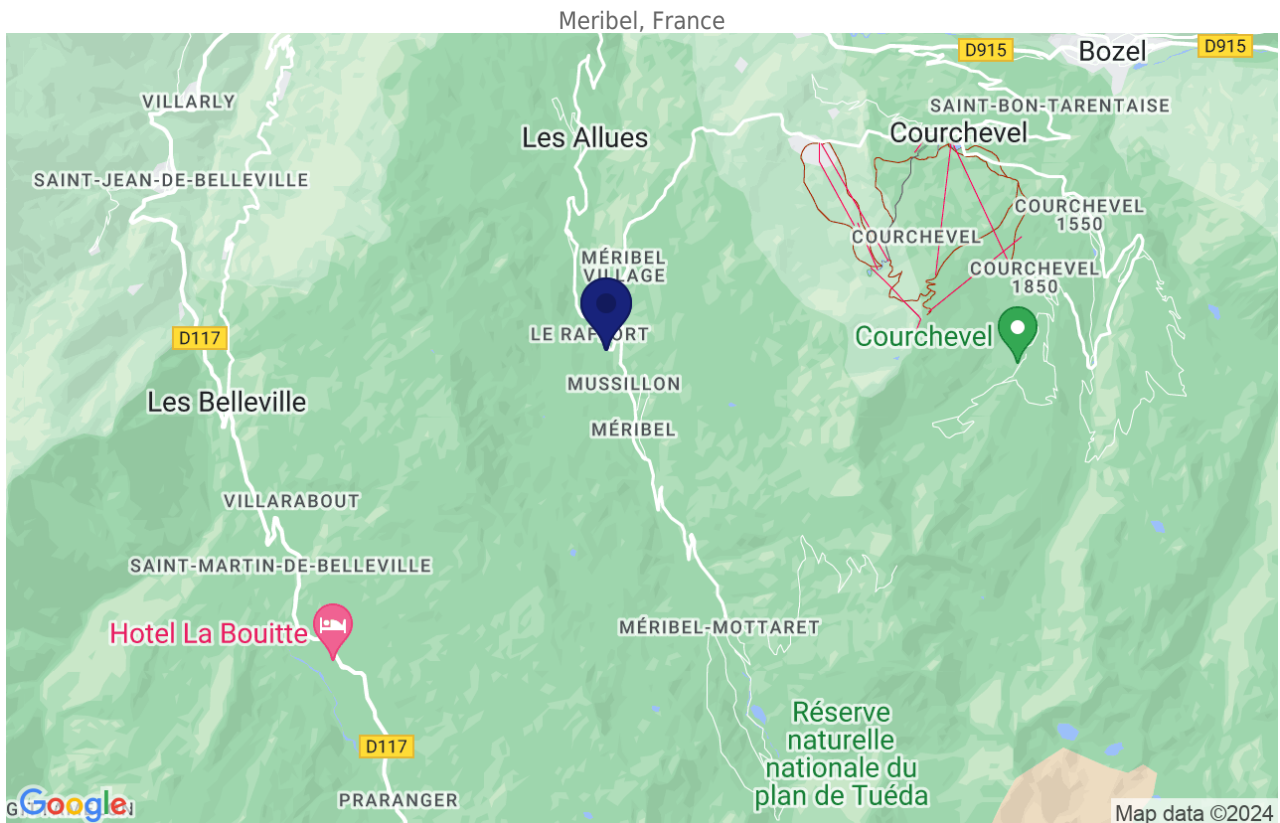 Meribel, France
D915
Bozel
D915
VILLARLY
SAINT-BON-TARENTAISE
Les Allues
Courchevel
SAINT-JEAN-DE-BELLEVILLE
COURCHEVEL
1550
COURCHEVEL
MÉRIBEL
VILLAGE
COURCHEVEL
1850
D117
LE RAFFORT
Courchevel
MUSSILLON
Les Belleville
MÉRIBEL
VILLARABOUT
SAINT-MARTIN-DE-BELLEVILLE
Hotel La Bouitte
MÉRIBEL-MOTTARET
Réserve
naturelle
nationale du
plan de Tuéda
D117
PRARANGER
Google
Map data ©2024